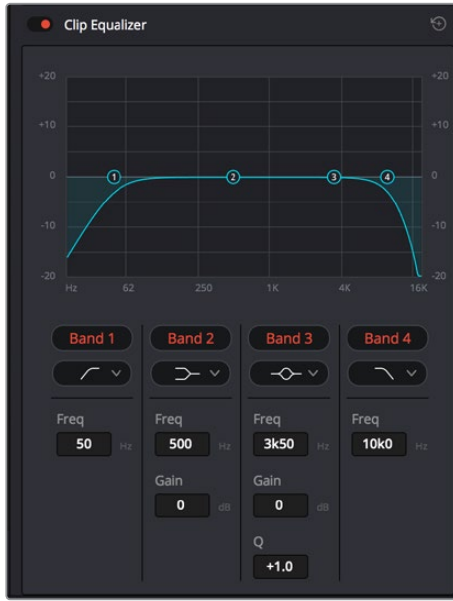 Clip Equalizer
+20 +20
+10 +10
0 1 2 3 4 0
-10 -10
-20 -20
Hz 62 250 1K 4K 16K
Band 1 Band 2 Band 3 Band 4
Freq Freq Freq Freq
50 Hz 500 Hz 3k50 Hz 10k0 Hz
Gain Gain
0 dB 0 dB
Q
+1.0